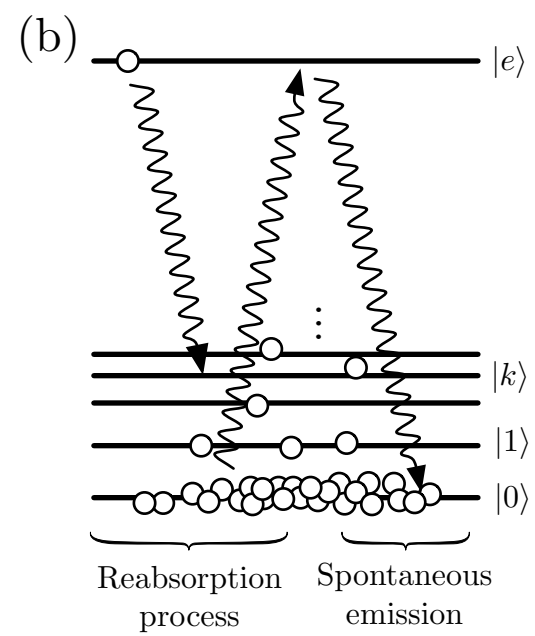 (b)
|e⟩
⋮
|k⟩
|1⟩
|0⟩
Reabsorption
process
Spontaneous
emission